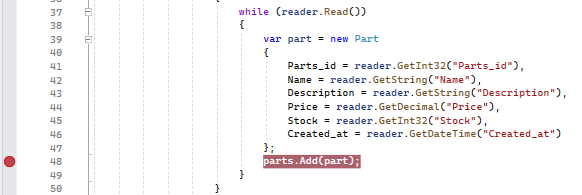 37 while (reader.Read())
38 {
39 var part = new Part
40 {
41 Parts_id = reader.GetInt32("Parts_id"),
42 Name = reader.GetString("Name"),
43 Description = reader.GetString("Description"),
44 Price = reader.GetDecimal("Price"),
45 Stock = reader.GetInt32("Stock"),
46 Created_at = reader.GetDateTime("Created_at")
47 };
48 parts.Add(part);
49 }
50 }